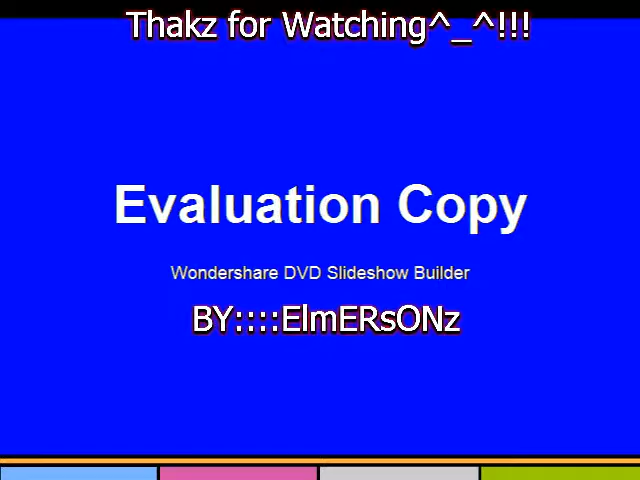 Thakz for Watching^_^!!!
Evaluation Copy
Wondershare DVD Slideshow Builder
BY::::ElmERsONz